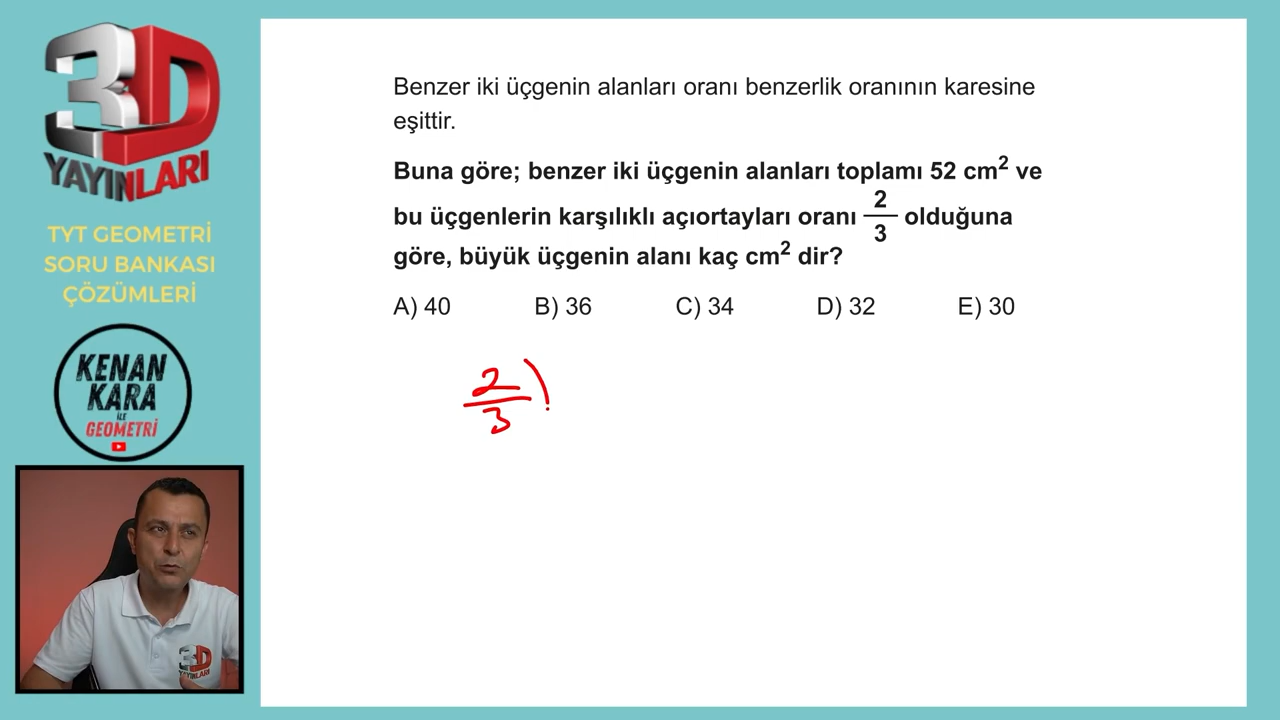 3D
YAYINLARI
TYT GEOMETRİ
SORU BANKASI
ÇÖZÜMLERİ
KENAN
KARA
İLE
GEOMETRİ
3D
YAYINLARI
Benzer iki üçgenin alanları oranı benzerlik oranının karesine
eşittir.
Buna göre; benzer iki üçgenin alanları toplamı 52 cm² ve
bu üçgenlerin karşılıklı açıortayları oranı 2/3 olduğuna
göre, büyük üçgenin alanı kaç cm² dir?
A) 40 B) 36 C) 34 D) 32 E) 30
2
3